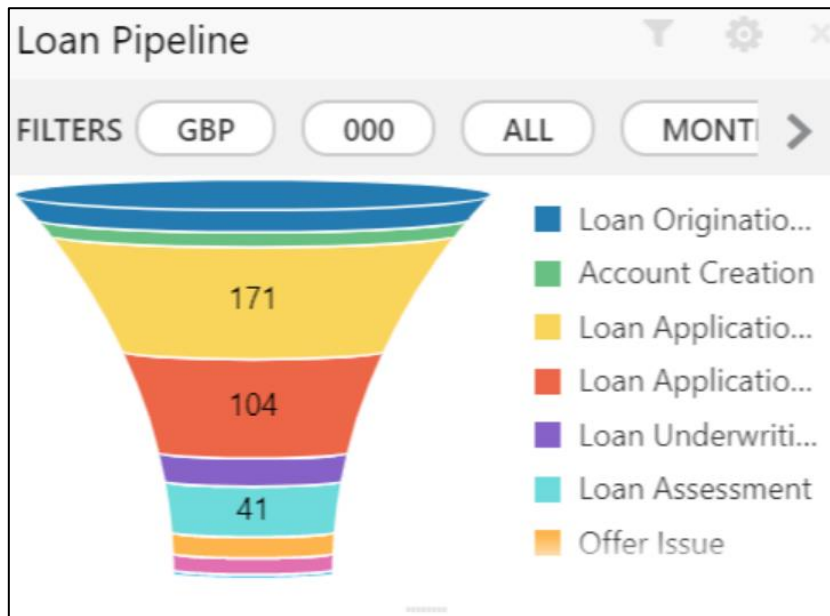 Loan Pipeline
FILTERS GBP 000 ALL MONT
171
104
41
Loan Originatio...
Account Creation
Loan Applicatio...
Loan Applicatio...
Loan Underwriti...
Loan Assessment
Offer Issue